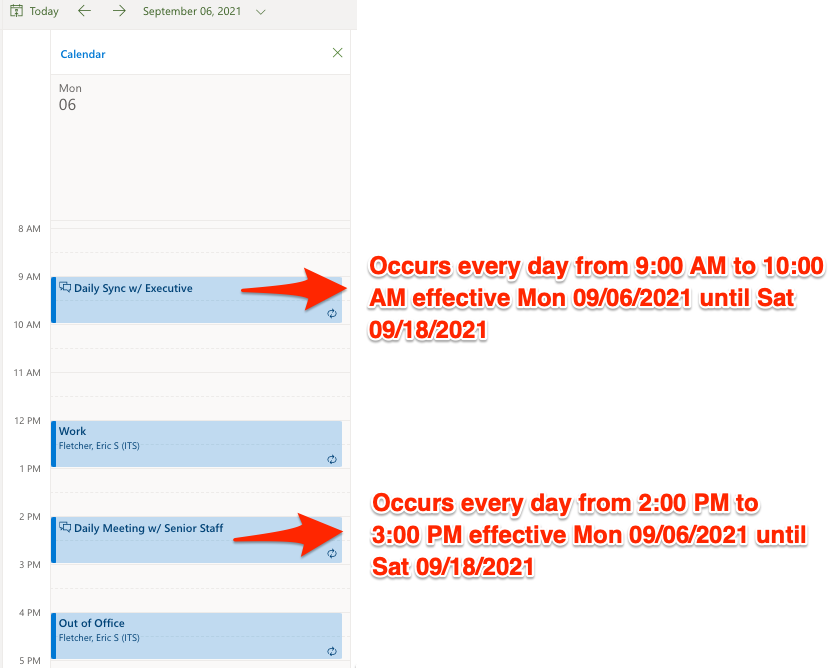 Today
September 06, 2021
Calendar
Mon
06
8 AM
9 AM
Daily Sync w/ Executive
Occurs every day from 9:00 AM to 10:00
AM effective Mon 09/06/2021 until Sat
09/18/2021
10 AM
11 AM
12 PM
Work
Fletcher, Eric S (ITS)
1 PM
2 PM
Daily Meeting w/ Senior Staff
Occurs every day from 2:00 PM to
3:00 PM effective Mon 09/06/2021 until
Sat 09/18/2021
3 PM
4 PM
Out of Office
Fletcher, Eric S (ITS)
5 PM